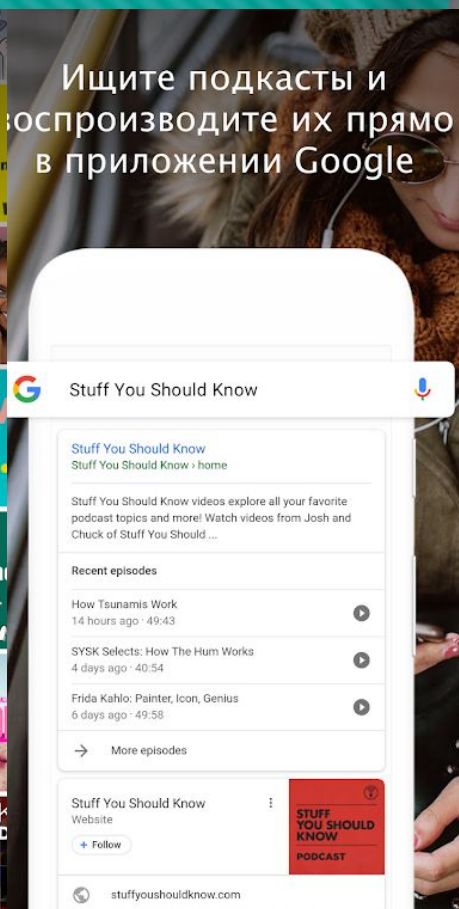 Ищите подкасты и
воспроизводите их прямо
в приложении Google
Stuff You Should Know
Stuff You Should Know
Stuff You Should Know › home
Stuff You Should Know videos explore all your favorite
podcast topics and more! Watch videos from Josh and
Chuck of Stuff You Should ...
Recent episodes
How Tsunamis Work
14 hours ago · 49:43
SYSK Selects: How The Hum Works
4 days ago · 40:54
Frida Kahlo: Painter, Icon, Genius
6 days ago · 49:58
More episodes
Stuff You Should Know
Website
+ Follow
STUFF
YOU SHOULD
KNOW
PODCAST
stuffyoushouldknow.com